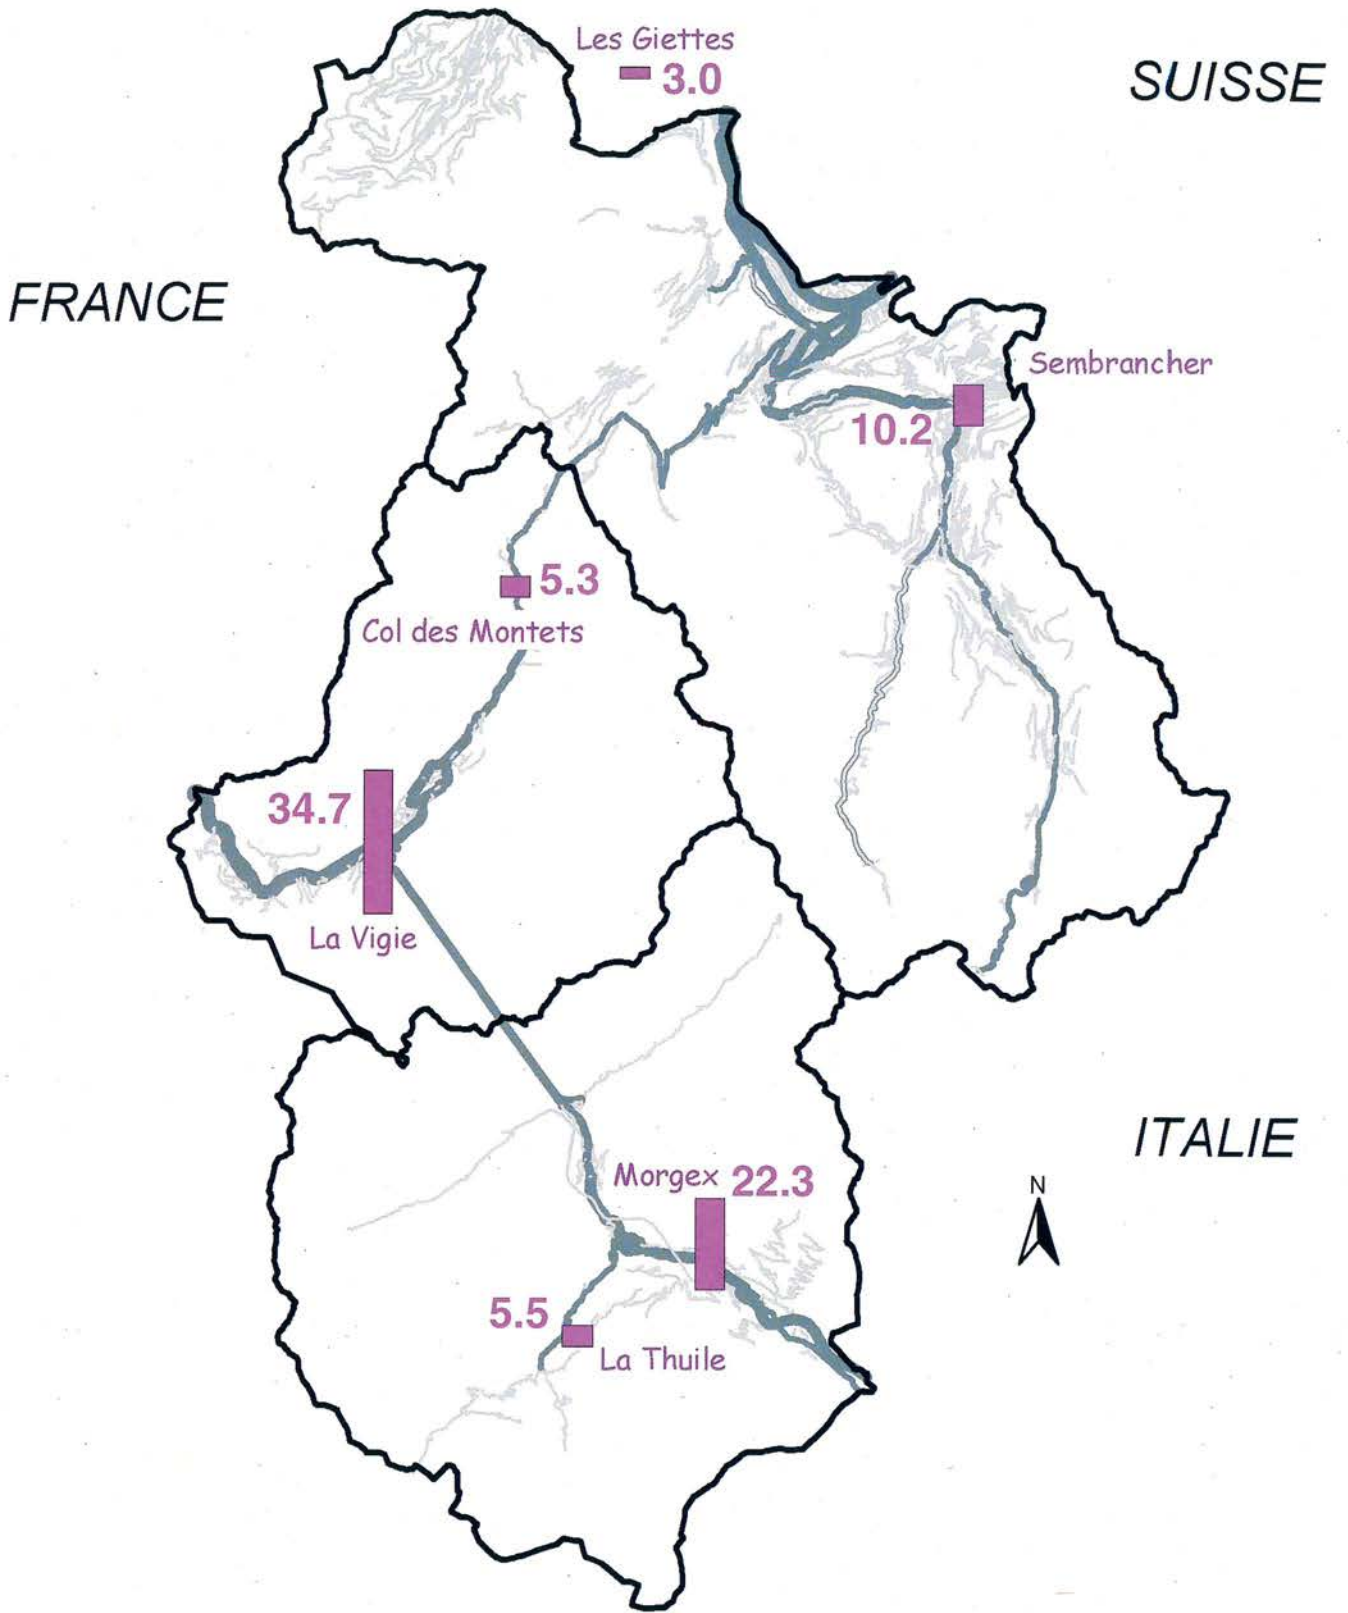 Les Giettes
3.0
SUISSE
FRANCE
Sembrancher
10.2
5.3
Col des Montets
34.7
La Vigie
ITALIE
N
Morgex 22.3
5.5
La Thuile